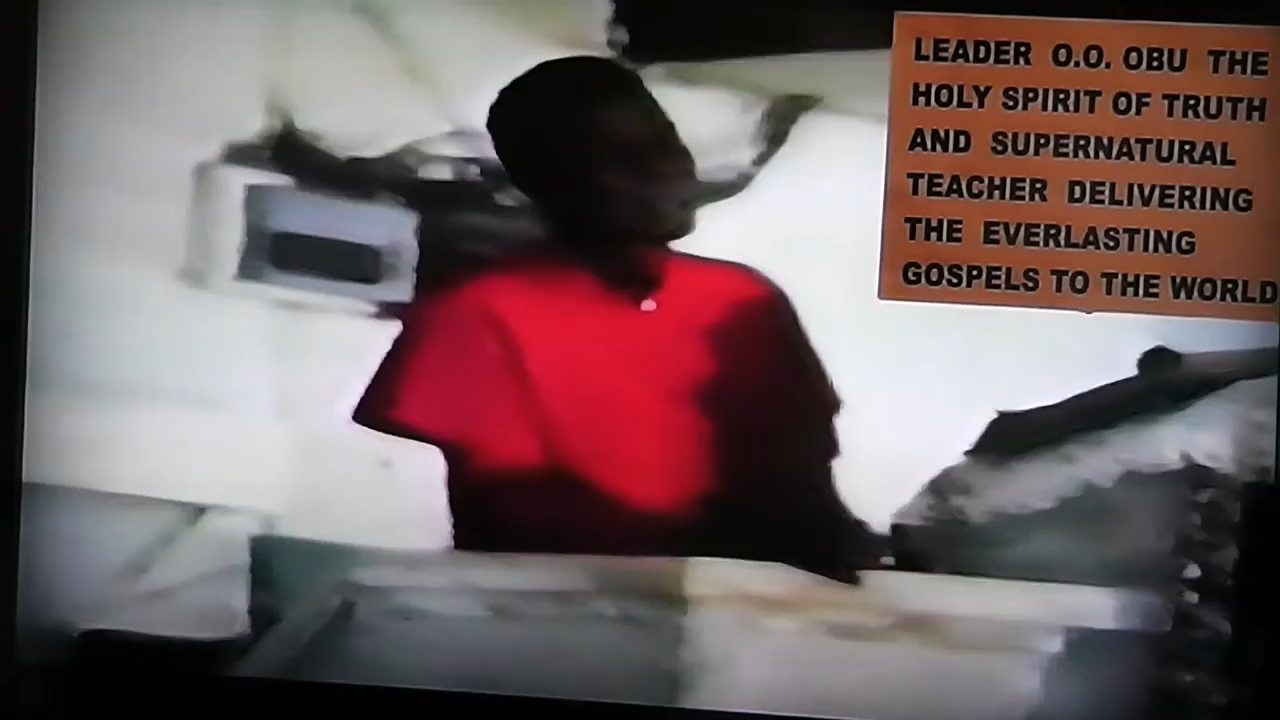 LEADER O.O. OBU THE
HOLY SPIRIT OF TRUTH
AND SUPERNATURAL
TEACHER DELIVERING
THE EVERLASTING
GOSPELS TO THE WORLD